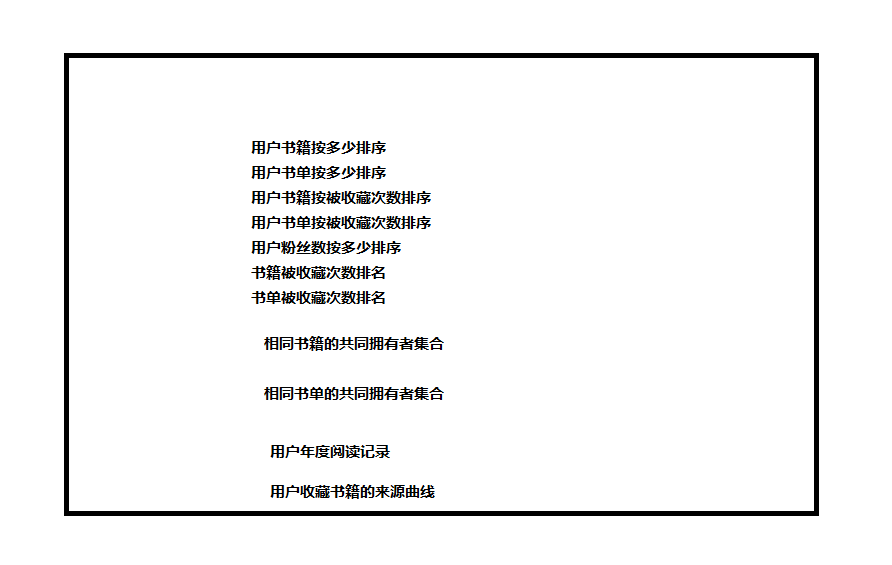 用户书籍按多少排序
用户书单按多少排序
用户书籍按被收藏次数排序
用户书单按被收藏次数排序
用户粉丝数按多少排序
书籍被收藏次数排名
书单被收藏次数排名
相同书籍的共同拥有者集合
相同书单的共同拥有者集合
用户年度阅读记录
用户收藏书籍的来源曲线